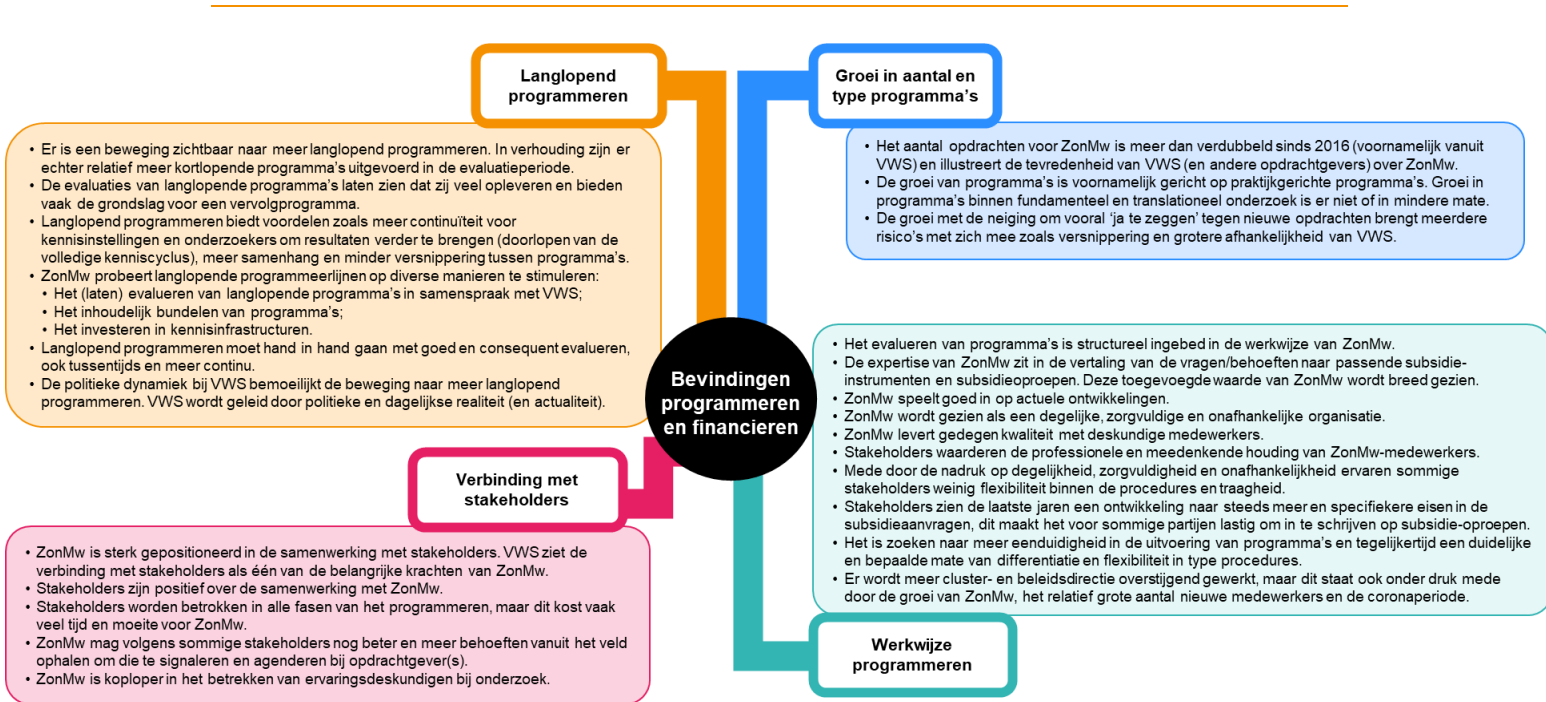 Langlopend
programmeren
• Er is een beweging zichtbaar naar meer langlopend programmeren. In verhouding zijn er
echter relatief meer kortlopende programma's uitgevoerd in de evaluatieperiode.
• De evaluaties van langlopende programma's laten zien dat zij veel opleveren en bieden
vaak de grondslag voor een vervolgprogramma.
• Langlopend programmeren biedt voordelen zoals meer continuïteit voor
kennisinstellingen en onderzoekers om resultaten verder te brengen (doorlopen van de
volledige kenniscyclus), meer samenhang en minder versnippering tussen programma's.
• ZonMw probeert langlopende programmeerlijnen op diverse manieren te stimuleren:
• Het (laten) evalueren van langlopende programma's in samenspraak met VWS;
• Het inhoudelijk bundelen van programma's;
• Het investeren in kennisinfrastructuren.
• Langlopend programmeren moet hand in hand gaan met goed en consequent evalueren,
ook tussentijds en meer continu.
• De politieke dynamiek bij VWS bemoeilijkt de beweging naar meer langlopend
programmeren. VWS wordt geleid door politieke en dagelijkse realiteit (en actualiteit).
Groei in aantal en
type programma's
• Het aantal opdrachten voor ZonMw is meer dan verdubbeld sinds 2016 (voornamelijk vanuit
VWS) en illustreert de tevredenheid van VWS (en andere opdrachtgevers) over ZonMw.
• De groei van programma's is voornamelijk gericht op praktijkgerichte programma's. Groei in
programma's binnen fundamenteel en translationeel onderzoek is er niet of in mindere mate.
• De groei met de neiging om vooral 'ja te zeggen' tegen nieuwe opdrachten brengt meerdere
risico's met zich mee zoals versnippering en grotere afhankelijkheid van VWS.
Bevindingen
programmeren
en financieren
Verbinding met
stakeholders
• ZonMw is sterk gepositioneerd in de samenwerking met stakeholders. VWS ziet de
verbinding met stakeholders als één van de belangrijke krachten van ZonMw.
• Stakeholders zijn positief over de samenwerking met ZonMw.
• Stakeholders worden betrokken in alle fasen van het programmeren, maar dit kost vaak
veel tijd en moeite voor ZonMw.
• ZonMw mag volgens sommige stakeholders nog beter en meer behoeften vanuit het veld
ophalen om die te signaleren en agenderen bij opdrachtgever(s).
• ZonMw is koploper in het betrekken van ervaringsdeskundigen bij onderzoek.
• Het evalueren van programma's is structureel ingebed in de werkwijze van ZonMw.
• De expertise van ZonMw zit in de vertaling van de vragen/behoeften naar passende subsidie-
instrumenten en subsidieoproepen. Deze toegevoegde waarde van ZonMw wordt breed gezien.
• ZonMw speelt goed in op actuele ontwikkelingen.
• ZonMw wordt gezien als een degelijke, zorgvuldige en onafhankelijke organisatie.
• ZonMw levert gedegen kwaliteit met deskundige medewerkers.
• Stakeholders waarderen de professionele en meedenkende houding van ZonMw-medewerkers.
• Mede door de nadruk op degelijkheid, zorgvuldigheid en onafhankelijkheid ervaren sommige
stakeholders weinig flexibiliteit binnen de procedures en traagheid.
• Stakeholders zien de laatste jaren een ontwikkeling naar steeds meer en specifiekere eisen in de
subsidieaanvragen, dit maakt het voor sommige partijen lastig om in te schrijven op subsidie-oproepen.
• Het is zoeken naar meer eenduidigheid in de uitvoering van programma's en tegelijkertijd een duidelijke
en bepaalde mate van differentiatie en flexibiliteit in type procedures.
• Er wordt meer cluster- en beleidsdirectie overstijgend gewerkt, maar dit staat ook onder druk mede
door de groei van ZonMw, het relatief grote aantal nieuwe medewerkers en de coronaperiode.
Werkwijze
programmeren